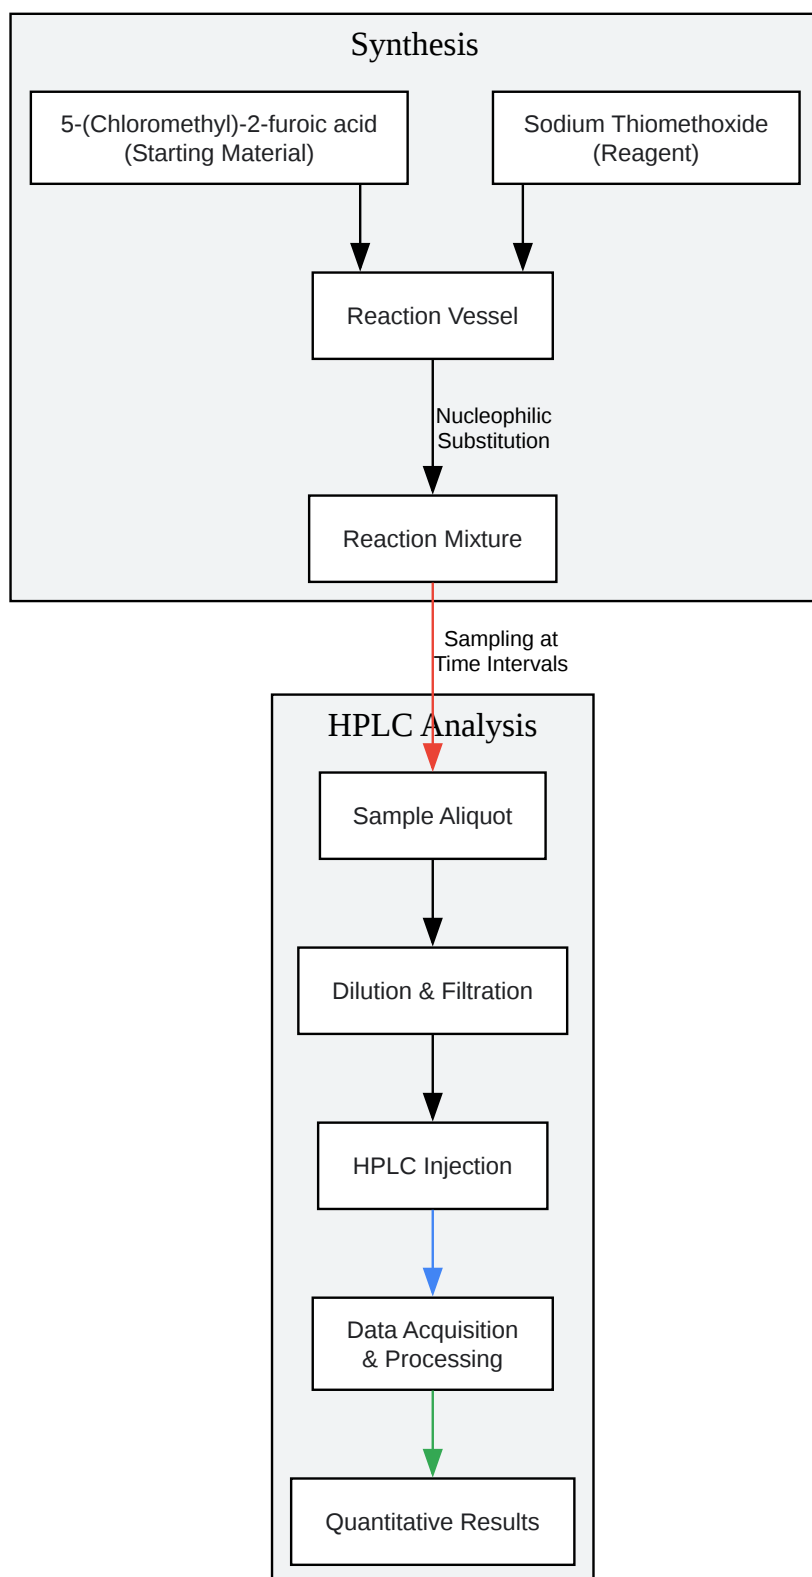 Synthesis
5-(Chloromethyl)-2-furoic acid
(Starting Material)
Sodium Thiomethoxide
(Reagent)
Reaction Vessel
Nucleophilic
Substitution
Reaction Mixture
Sampling at
Time Intervals
HPLC Analysis
Sample Aliquot
Dilution & Filtration
HPLC Injection
Data Acquisition
& Processing
Quantitative Results